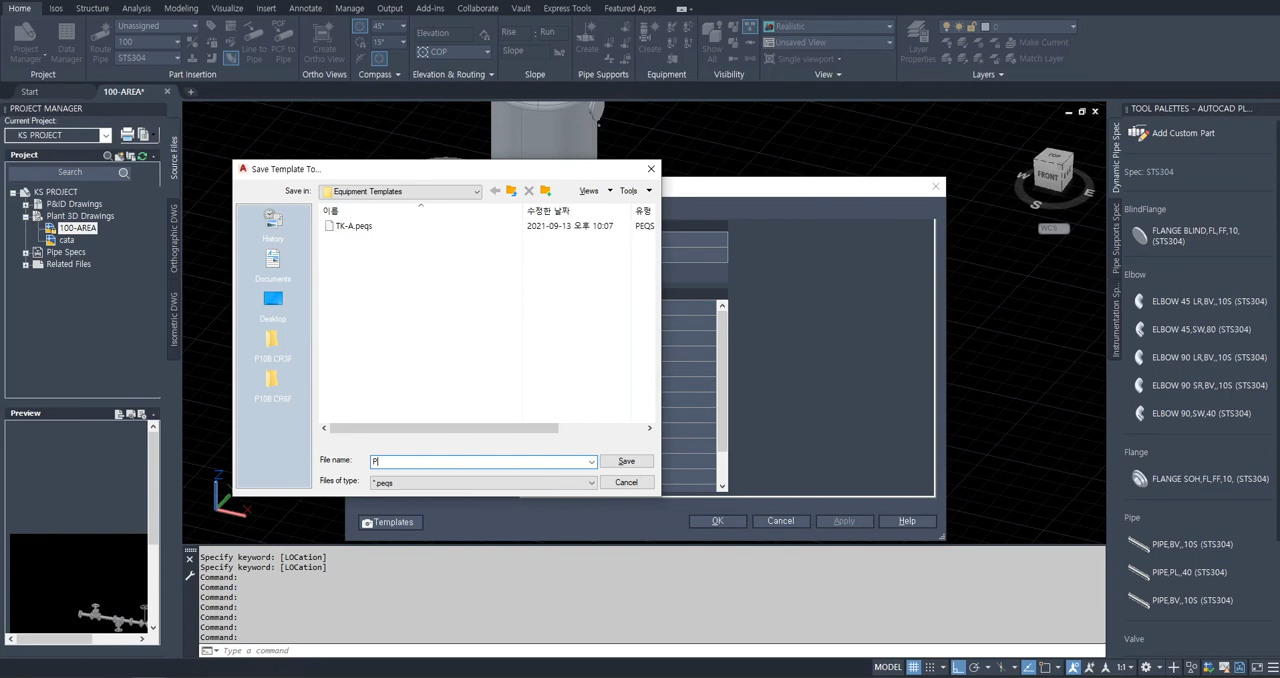 Home Isos Structure Analysis Modeling Visualize Insert Annotate Manage Output Add-ins Collaborate Vault Express Tools Featured Apps
Project Manager
Data Manager
Project
Route Pipe
Unassigned
100
STS304
Line to Pipe
PCF to Pipe
Part Insertion
Create Ortho View
Ortho Views
45°
15°
Compass
Elevation
COP
Elevation & Routing
Rise : Run
Slope
Slope
Create
Pipe Supports
Create
Equipment
Show All
Visibility
Realistic
Unsaved View
Single viewport
View
Layer Properties
0
Make Current
Match Layer
Layers
Start 100-AREA*
PROJECT MANAGER
Current Project:
KS PROJECT
Project
Search
KS PROJECT
P&iD Drawings
Plant 3D Drawings
100-AREA
cata
Pipe Specs
Related Files
Source Files
Orthographic DWG
Isometric DWG
Preview
Save Template To...
Save in: Equipment Templates
Views Tools
이름 수정한 날짜 유형
TK-A.peqs 2021-09-13 오후 10:07 PEQS
History
Documents
Desktop
P10B CR3F
P10B CR6F
File name: P Save
Files of type: *.peqs Cancel
Templates OK Cancel Apply Help
FRONT
TOP
W
S
E
WCS
Z
X
Specify keyword: [LOCation]
Specify keyword: [LOCation]
Command:
Command:
Command:
Command:
Command:
Command:
Command:
Type a command
MODEL 1:1
TOOL PALETTES - AUTOCAD PL...
Dynamic Pipe Spec
Pipe Supports Spec
Instrumentation Sp...
Add Custom Part
Spec: STS304
BlindFlange
FLANGE BLIND,FL,FF,10,
(STS304)
Elbow
ELBOW 45 LR,BV,,10S (STS304)
ELBOW 45,SW,80 (STS304)
ELBOW 90 LR,BV,,10S (STS304)
ELBOW 90 SR,BV,,10S (STS304)
ELBOW 90,SW,40 (STS304)
Flange
FLANGE SOH,FL,FF,10, (STS304)
Pipe
PIPE,BV,,10S (STS304)
PIPE,PL,,40 (STS304)
PIPE,BV,,10S (STS304)
Valve